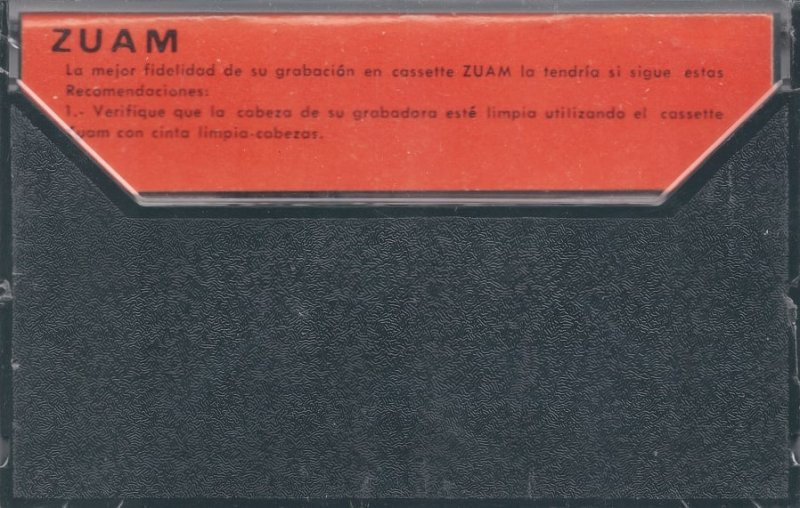 ZUAM
La mejor fidelidad de su grabación en cassette ZUAM la tendría si sigue estas
Recomendaciones:
1.- Verifique que la cabeza de su grabadora esté limpia utilizando el cassette
Zuam con cinta limpia-cabezas.